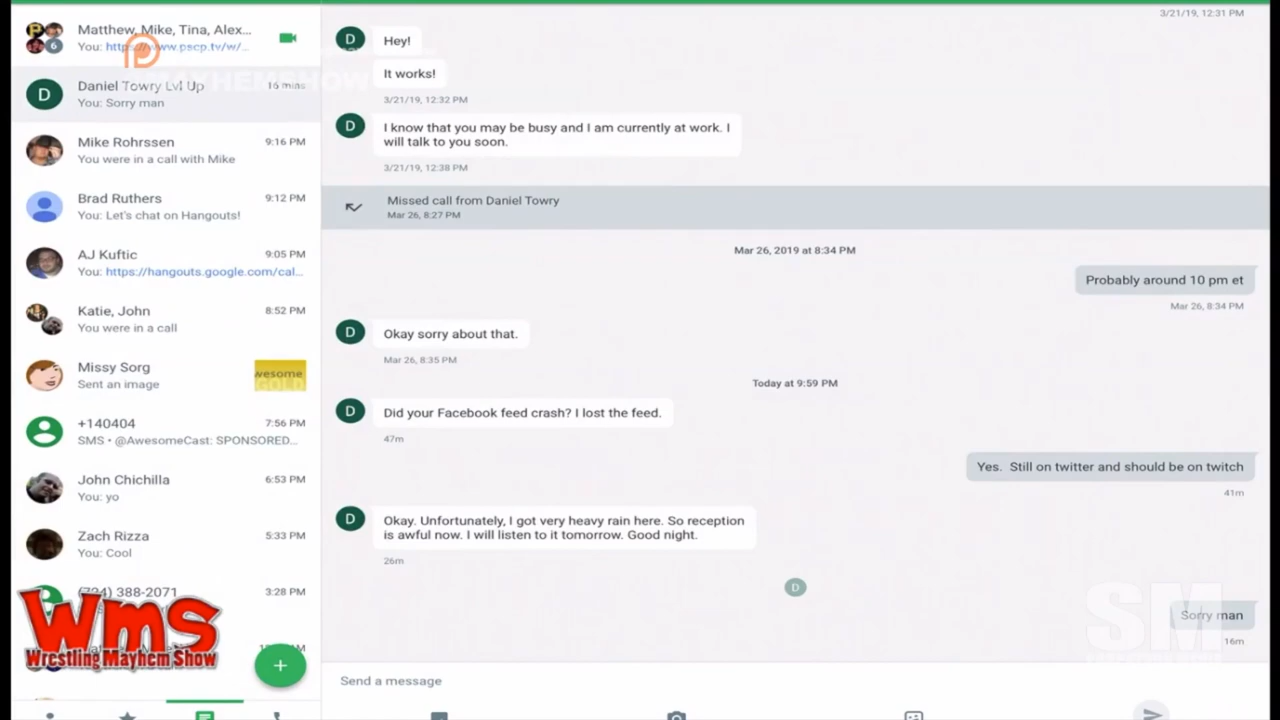 Matthew, Mike, Tina, Alex...
You: https://www.pscp.tv/w/...
6
MAYHEMSHOW
D
Daniel Towry Lvl Up
16 mins
You: Sorry man
Mike Rohrssen
9:16 PM
You were in a call with Mike
Brad Ruthers
9:12 PM
You: Let's chat on Hangouts!
AJ Kuftic
9:05 PM
You: https://hangouts.google.com/cal...
Katie, John
8:52 PM
You were in a call
Missy Sorg
Sent an image
wesome
GOLD
+140404
7:56 PM
SMS • @AwesomeCast: SPONSORED...
John Chichilla
6:53 PM
You: yo
Zach Rizza
5:33 PM
You: Cool
(724) 388-2071
3:28 PM
Wms
Wrestling Mayhem Show
+
3/21/19, 12:31 PM
D
Hey!
It works!
3/21/19, 12:32 PM
D
I know that you may be busy and I am currently at work. I
will talk to you soon.
3/21/19, 12:38 PM
Missed call from Daniel Towry
Mar 26, 8:27 PM
Mar 26, 2019 at 8:34 PM
Probably around 10 pm et
Mar 26, 8:34 PM
D
Okay sorry about that.
Mar 26, 8:35 PM
Today at 9:59 PM
D
Did your Facebook feed crash? I lost the feed.
47m
Yes. Still on twitter and should be on twitch
41m
D
Okay. Unfortunately, I got very heavy rain here. So reception
is awful now. I will listen to it tomorrow. Good night.
26m
D
SM
Sorry man
16m
Send a message